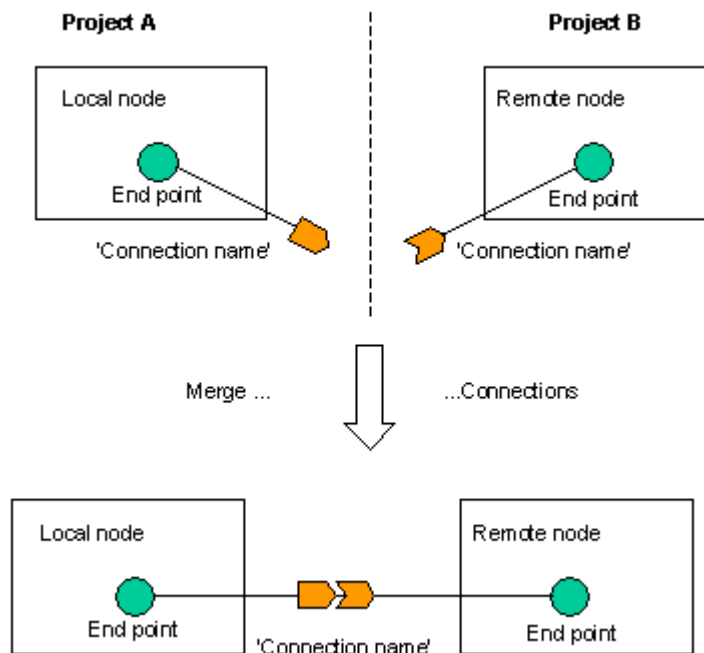 Project A
Project B
Local node
Remote node
End point
End point
'Connection name'
'Connection name'
Merge ...
...Connections
Local node
Remote node
End point
End point
'Connection name'